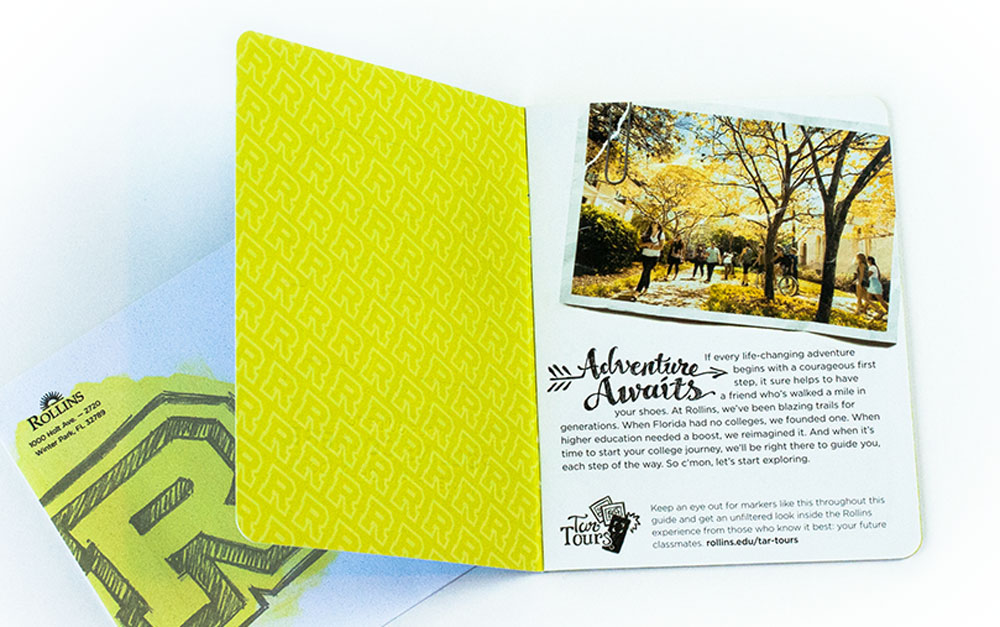 ROLLINS
1000 Holt Ave. – 2720
Winter Park, FL 32789
R
Adventure
Awaits
If every life-changing adventure
begins with a courageous first
step, it sure helps to have
a friend who's walked a mile in
your shoes. At Rollins, we've been blazing trails for
generations. When Florida had no colleges, we founded one. When
higher education needed a boost, we reimagined it. And when it's
time to start your college journey, we'll be right there to guide you,
each step of the way. So c'mon, let's start exploring.
Tar
Tours
Keep an eye out for markers like this throughout this
guide and get an unfiltered look inside the Rollins
experience from those who know it best: your future
classmates. rollins.edu/tar-tours